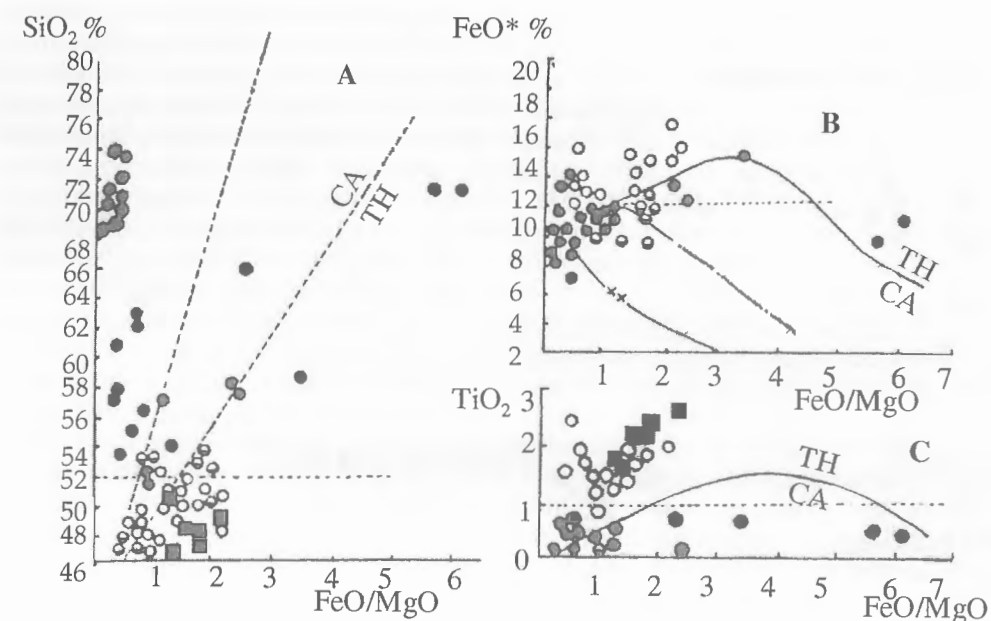 SiO₂ %
80
78
76
74
72
70
68
66
64
62
60
58
56
54
52
50
48
46
1 2 3 4 5 6
FeO/MgO
A
CA
TH
FeO* %
20
18
16
14
12
10
8
6
4
2
1 2 3 4 5 6 7
FeO/MgO
B
TH
CA
TiO₂
3
2
1
0
1 2 3 4 5 6 7
FeO/MgO
C
TH
CA